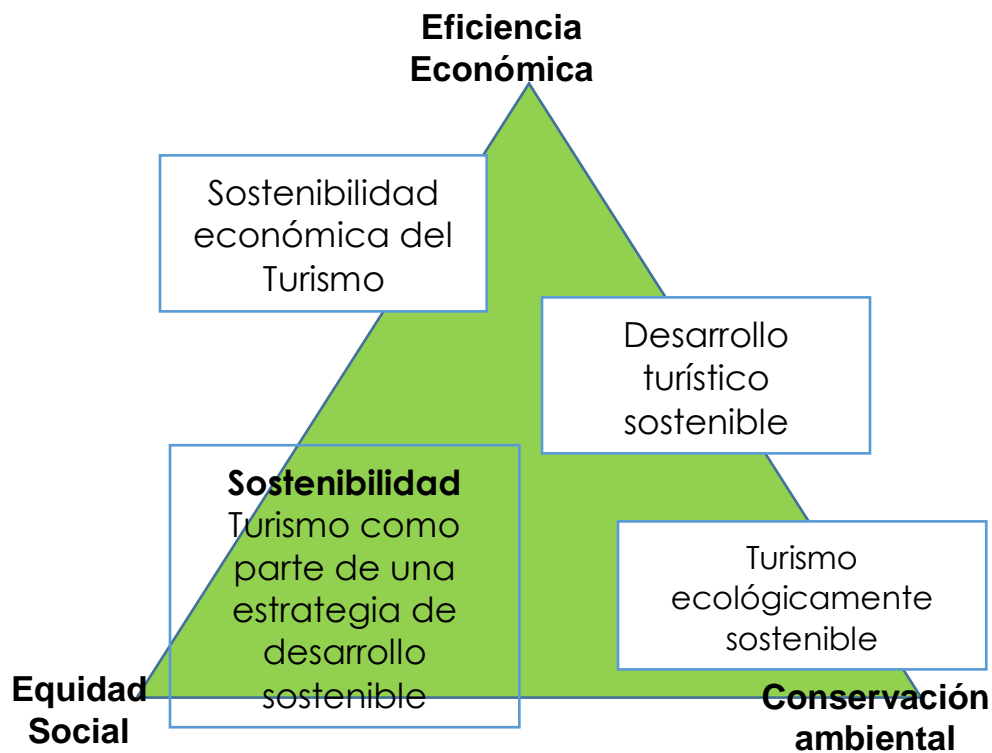 Eficiencia
Económica
Sostenibilidad
económica del
Turismo
Desarrollo
turístico
sostenible
Sostenibilidad
Turismo como
parte de una
estrategia de
desarrollo
sostenible
Turismo
ecológicamente
sostenible
Equidad
Social
Conservación
ambiental